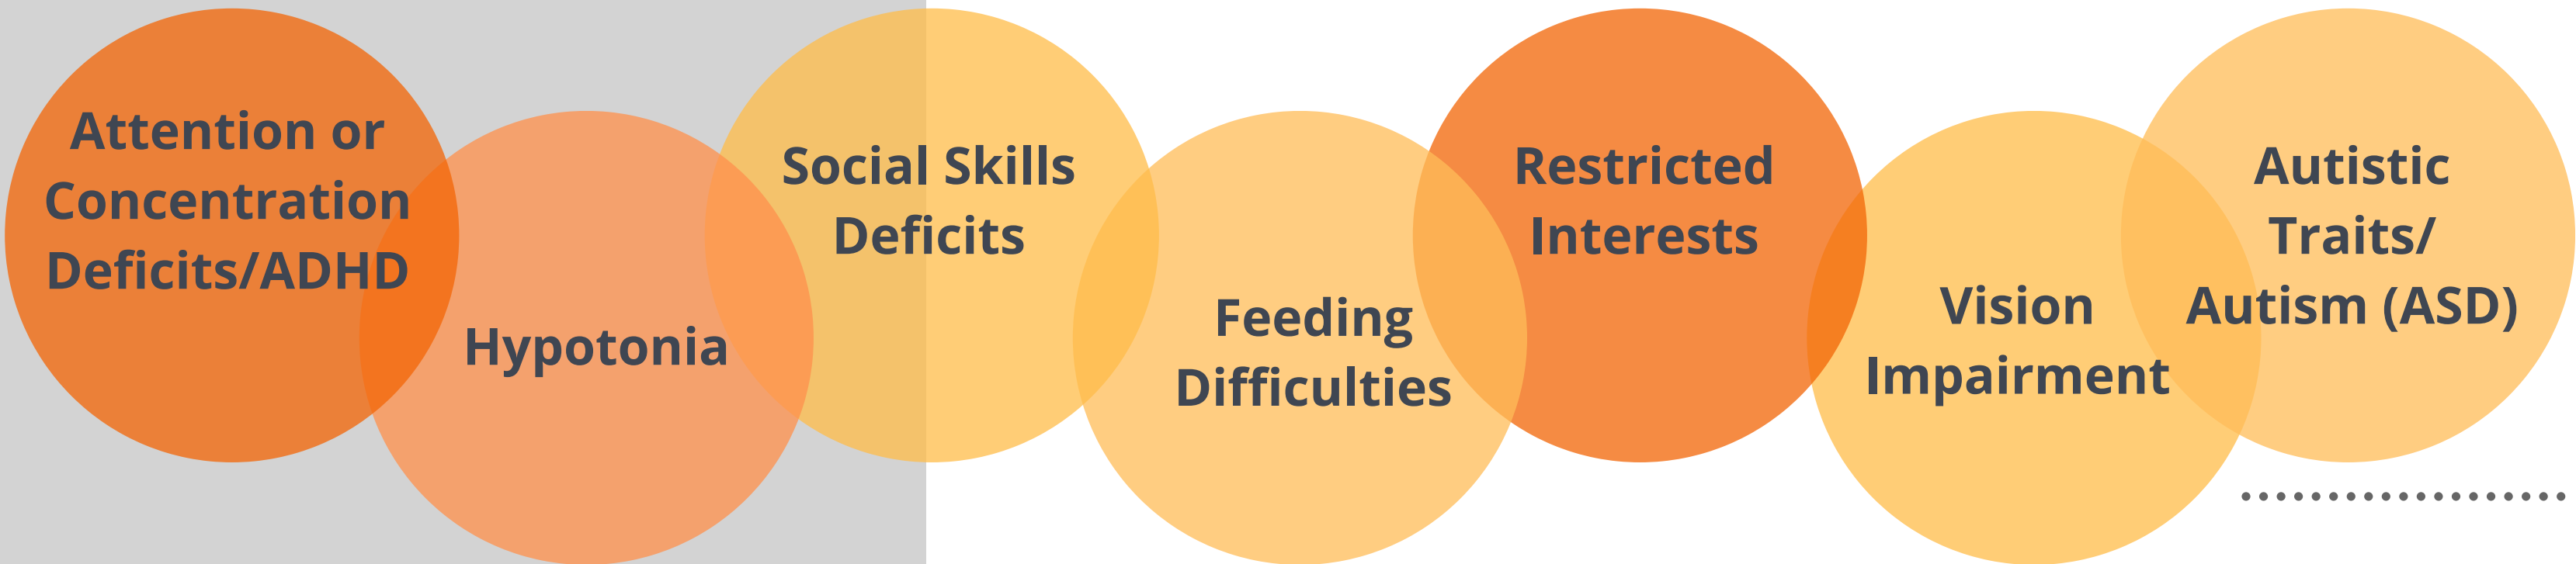 Attention or
Concentration
Deficits/ADHD
Hypotonia
Social Skills
Deficits
Feeding
Difficulties
Restricted
Interests
Vision
Impairment
Autistic
Traits/
Autism (ASD)